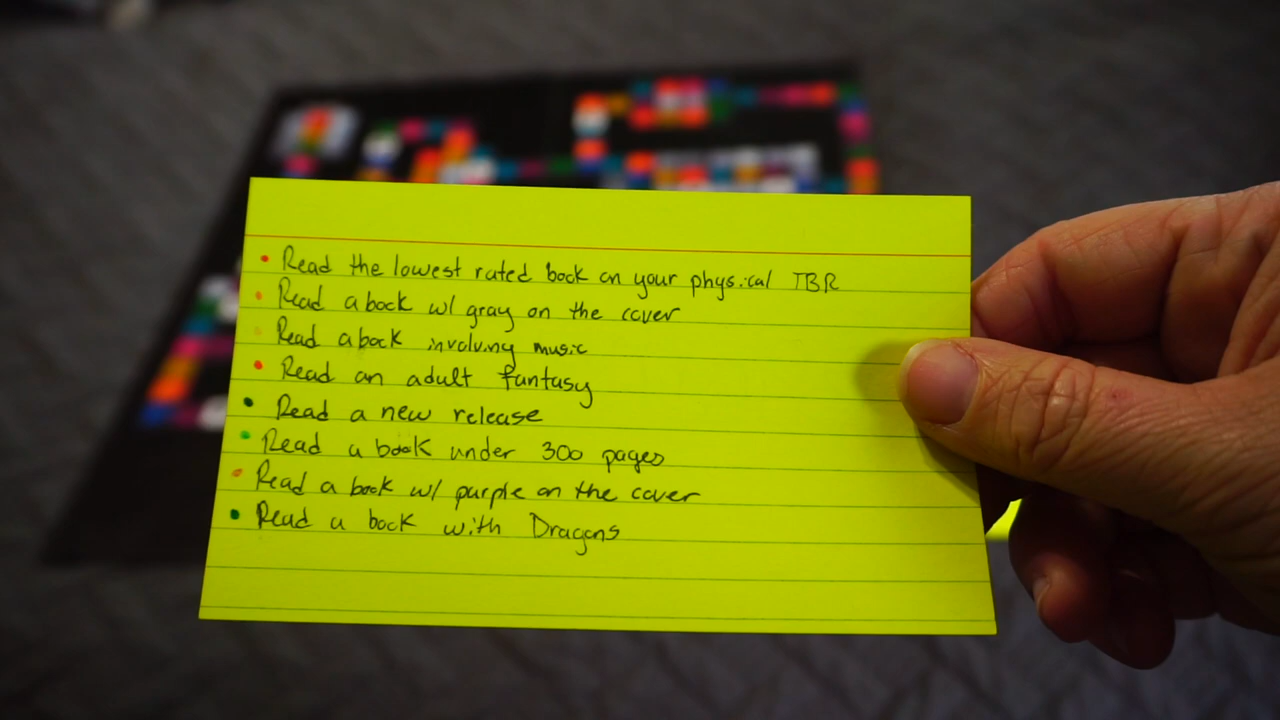 • Read the lowest rated book on your physical TBR
• Read a book w/ gray on the cover
• Read a book involving music
• Read an adult fantasy
• Read a new release
• Read a book under 300 pages
• Read a book w/ purple on the cover
• Read a book with Dragons